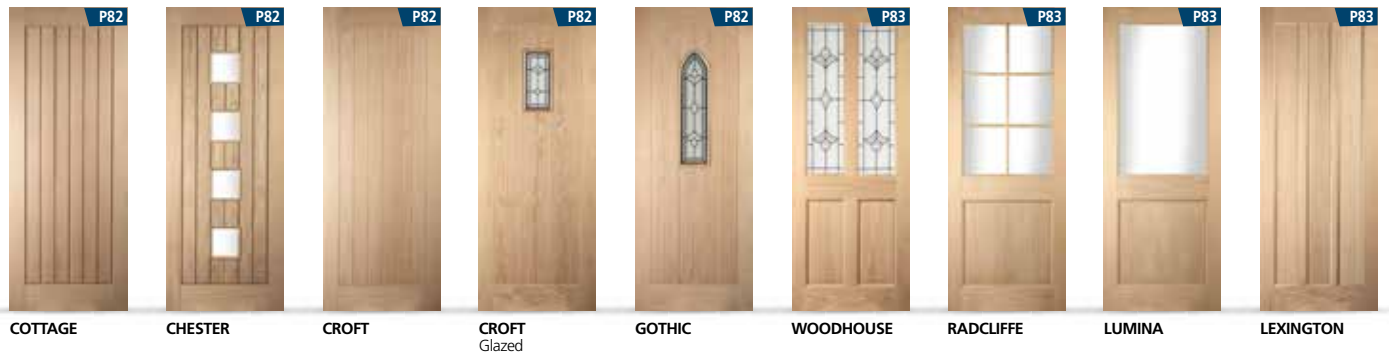 P82
P82
P82
P82
P82
P83
P83
P83
P83
COTTAGE
CHESTER
CROFT
CROFT
Glazed
GOTHIC
WOODHOUSE
RADCLIFFE
LUMINA
LEXINGTON